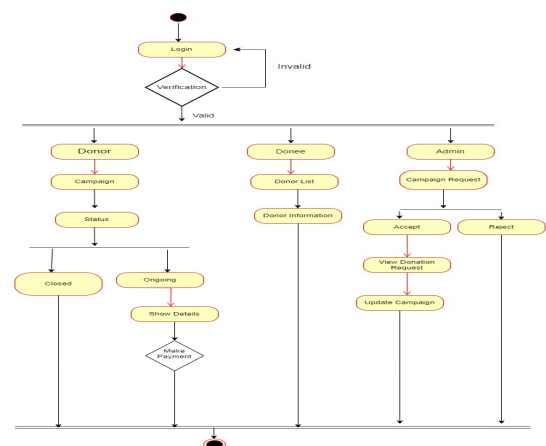 Login
Invalid
Verification
Valid
Donor
Donee
Admin
Campaign
Donor List
Campaign Request
Status
Donor Information
Accept
Reject
View Donation
Request
Closed
Ongoing
Update Campaign
Show Details
Make
Payment